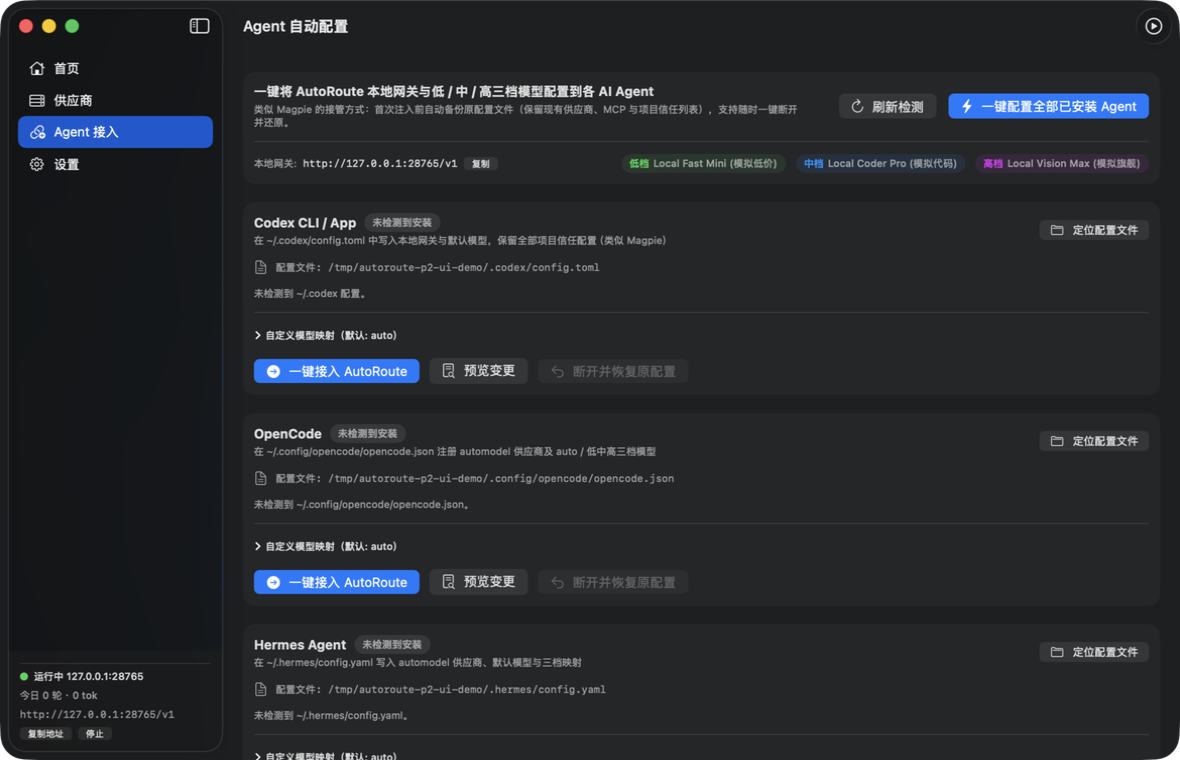 Agent 自动配置
首页
供应商
Agent 接入
设置
一键将 AutoRoute 本地网关与低 / 中 / 高三档模型配置到各 AI Agent
类似 Magpie 的接管方式：首次注入前自动备份原配置文件（保留现有供应商、MCP 与项目信任列表），支持随时一键断开
并还原。
刷新检测
一键配置全部已安装 Agent
本地网关: http://127.0.0.1:28765/v1 复制
低档 Local Fast Mini (模拟低价)
中档 Local Coder Pro (模拟代码)
高档 Local Vision Max (模拟旗舰)
Codex CLI / App 未检测到安装
在 ~/.codex/config.toml 中写入本地网关与默认模型，保留全部项目信任配置 (类似 Magpie)
定位配置文件
配置文件: /tmp/autoroute-p2-ui-demo/.codex/config.toml
未检测到 ~/.codex 配置。
自定义模型映射（默认: auto）
一键接入 AutoRoute 预览变更 断开并恢复原配置
OpenCode 未检测到安装
在 ~/.config/opencode/opencode.json 注册 automodel 供应商及 auto / 低中高三档模型
定位配置文件
配置文件: /tmp/autoroute-p2-ui-demo/.config/opencode/opencode.json
未检测到 ~/.config/opencode/opencode.json。
自定义模型映射（默认: auto）
一键接入 AutoRoute 预览变更 断开并恢复原配置
Hermes Agent 未检测到安装
在 ~/.hermes/config.yaml 写入 automodel 供应商、默认模型与三档映射
定位配置文件
配置文件: /tmp/autoroute-p2-ui-demo/.hermes/config.yaml
未检测到 ~/.hermes/config.yaml。
自定义模型映射（默认: auto）
运行中 127.0.0.1:28765
今日 0 轮 · 0 tok
http://127.0.0.1:28765/v1
复制地址 停止